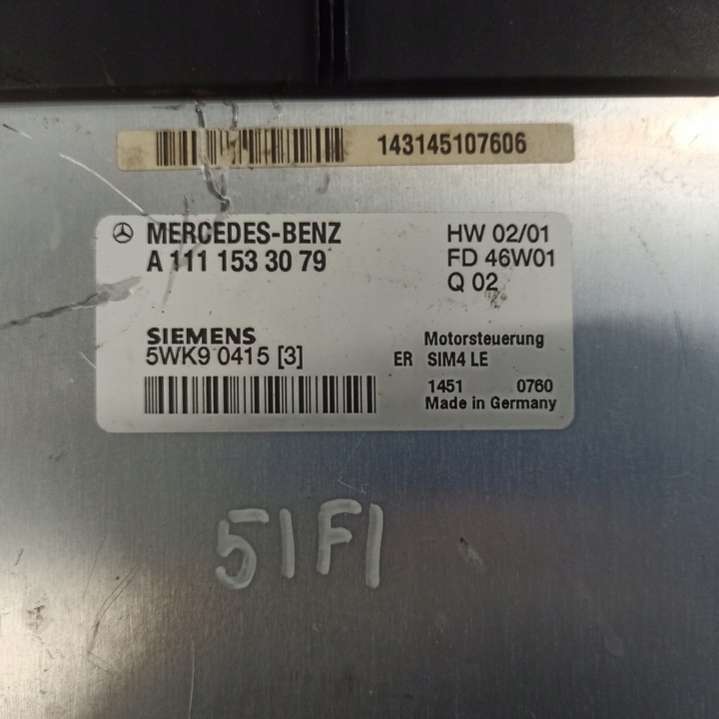 143145107606
MERCEDES-BENZ
A 111 153 30 79
HW 02/01
FD 46W01
Q 02
SIEMENS
5WK9 0415 [3]
Motorsteuerung
ER SIM4 LE
1451 0760
Made in Germany
51F1